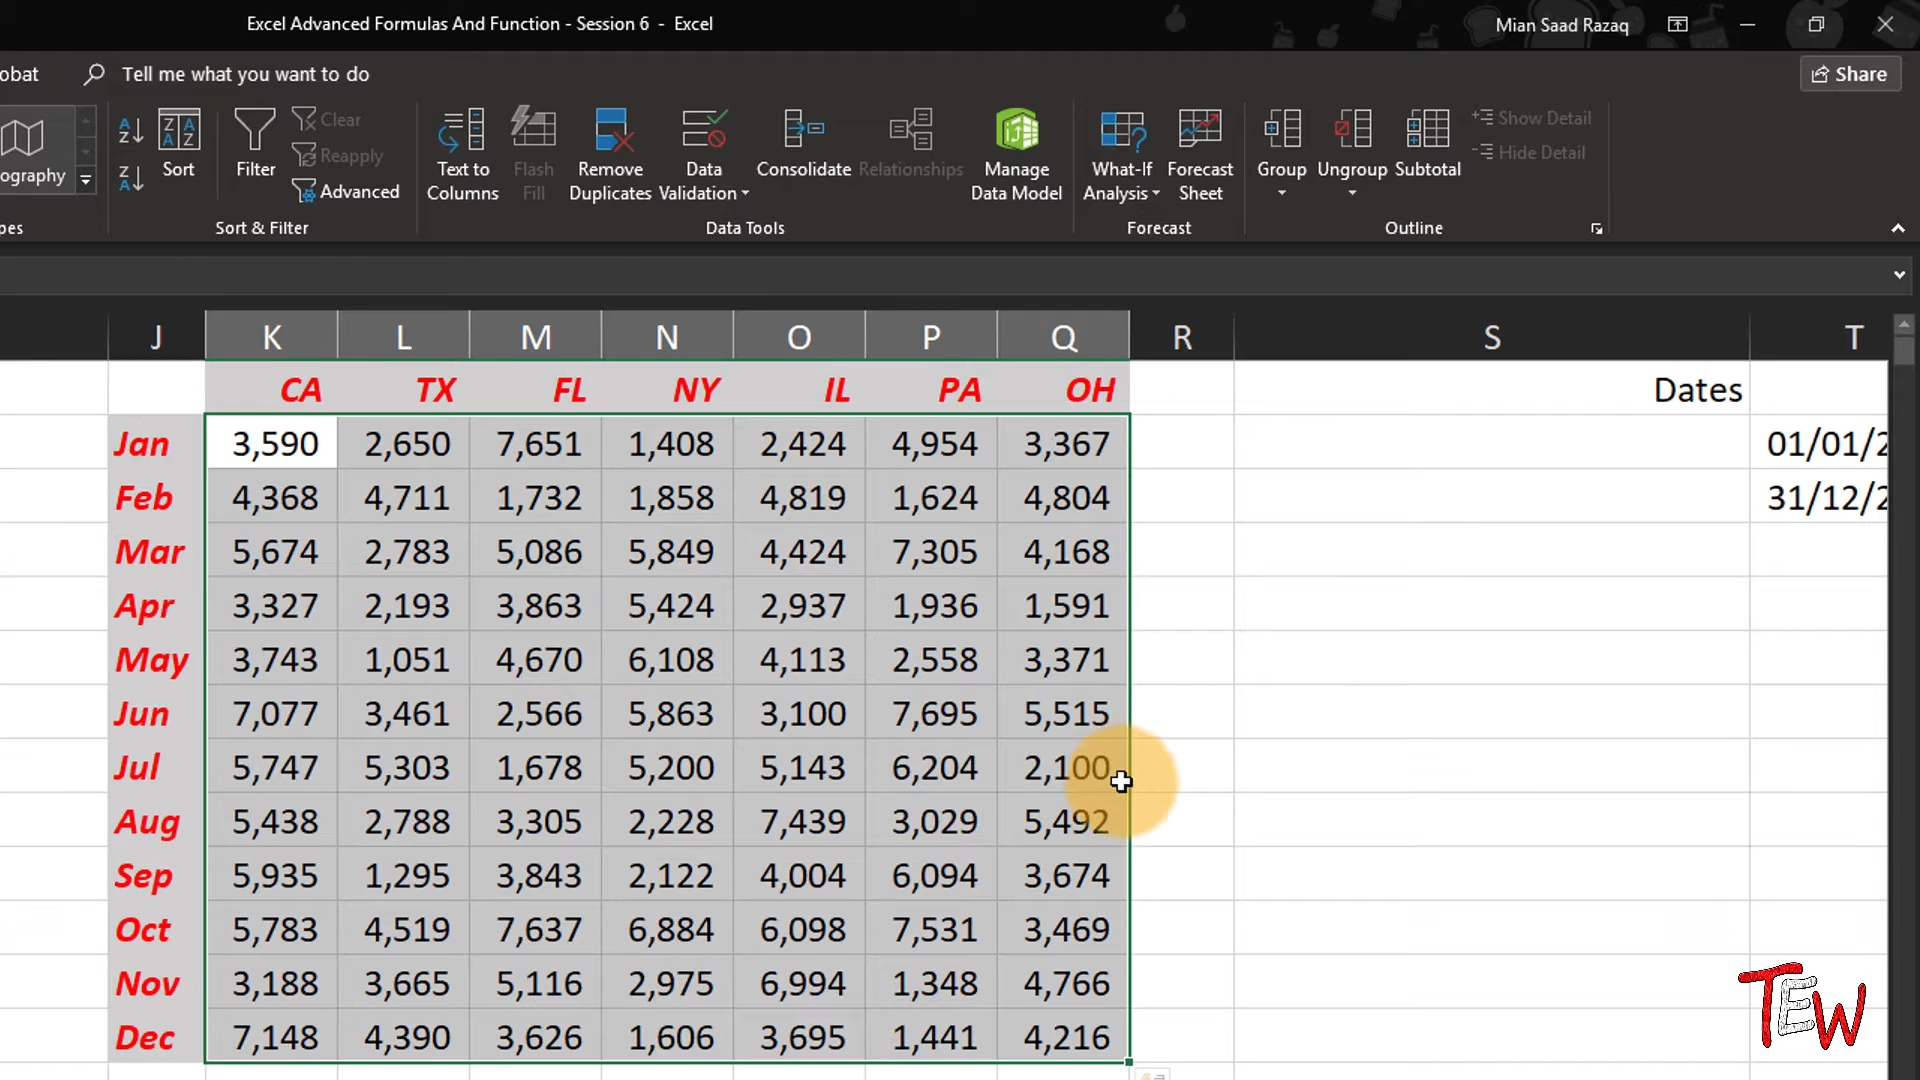 Excel Advanced Formulas And Function - Session 6 - Excel
Mian Saad Razaq
obat
Tell me what you want to do
Share
ography
Sort
Filter
Clear
Reapply
Advanced
Text to Columns
Flash Fill
Remove Duplicates
Data Validation
Consolidate
Relationships
Manage Data Model
What-If Analysis
Forecast Sheet
Group
Ungroup
Subtotal
Show Detail
Hide Detail
pes
Sort & Filter
Data Tools
Forecast
Outline
J K L M N O P Q R S T
CA TX FL NY IL PA OH Dates
Jan 3,590 2,650 7,651 1,408 2,424 4,954 3,367 01/01/2
Feb 4,368 4,711 1,732 1,858 4,819 1,624 4,804 31/12/2
Mar 5,674 2,783 5,086 5,849 4,424 7,305 4,168
Apr 3,327 2,193 3,863 5,424 2,937 1,936 1,591
May 3,743 1,051 4,670 6,108 4,113 2,558 3,371
Jun 7,077 3,461 2,566 5,863 3,100 7,695 5,515
Jul 5,747 5,303 1,678 5,200 5,143 6,204 2,100
Aug 5,438 2,788 3,305 2,228 7,439 3,029 5,492
Sep 5,935 1,295 3,843 2,122 4,004 6,094 3,674
Oct 5,783 4,519 7,637 6,884 6,098 7,531 3,469
Nov 3,188 3,665 5,116 2,975 6,994 1,348 4,766
Dec 7,148 4,390 3,626 1,606 3,695 1,441 4,216
TEW